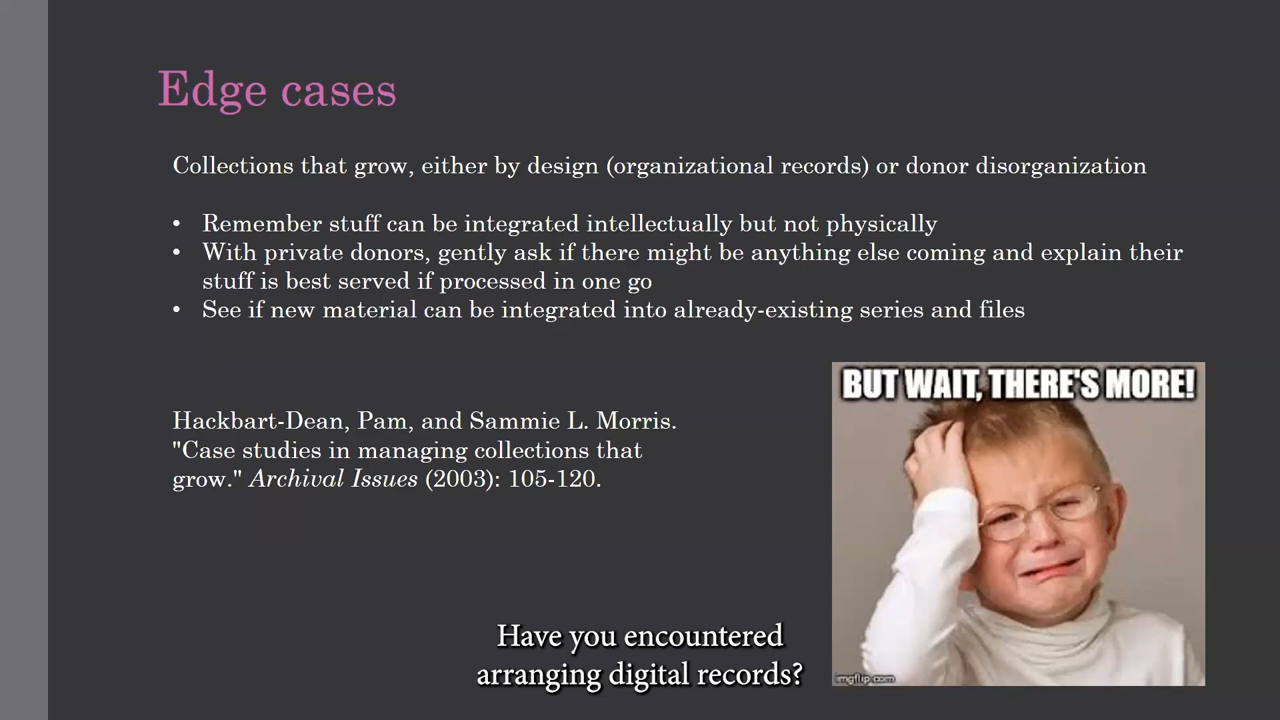 Edge cases
Collections that grow, either by design (organizational records) or donor disorganization
• Remember stuff can be integrated intellectually but not physically
• With private donors, gently ask if there might be anything else coming and explain their
stuff is best served if processed in one go
• See if new material can be integrated into already-existing series and files
Hackbart-Dean, Pam, and Sammie L. Morris.
"Case studies in managing collections that
grow." Archival Issues (2003): 105-120.
BUT WAIT, THERE'S MORE!
imgflip.com
Have you encountered
arranging digital records?